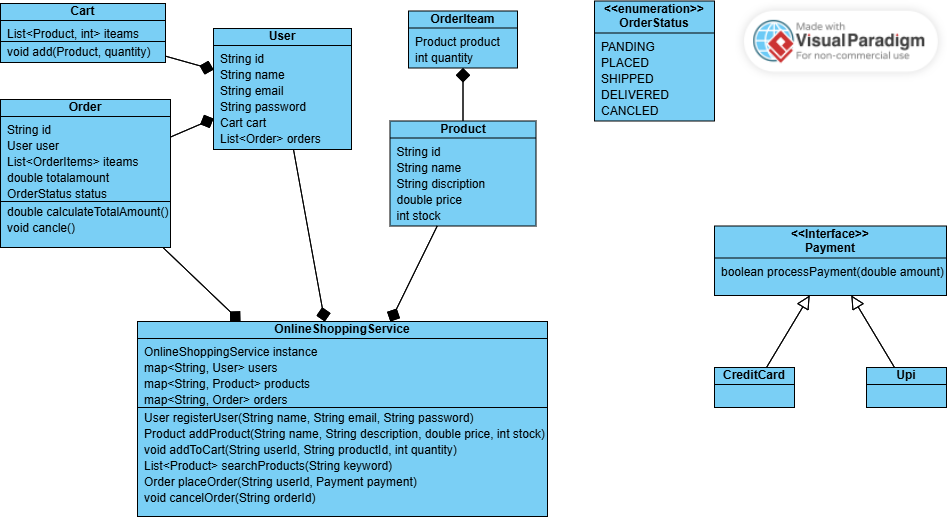 Cart
List<Product, int> iteams
void add(Product, quantity)
User
String id
String name
String email
String password
Cart cart
List<Order> orders
OrderIteam
Product product
int quantity
<<enumeration>>
OrderStatus
PANDING
PLACED
SHIPPED
DELIVERED
CANCLED
Made with
Visual Paradigm
For non-commercial use
Order
String id
User user
List<OrderItems> iteams
double totalamount
OrderStatus status
double calculateTotalAmount()
void cancle()
Product
String id
String name
String discription
double price
int stock
<<Interface>>
Payment
boolean processPayment(double amount)
CreditCard
Upi
OnlineShoppingService
OnlineShoppingService instance
map<String, User> users
map<String, Product> products
map<String, Order> orders
User registerUser(String name, String email, String password)
Product addProduct(String name, String description, double price, int stock)
void addToCart(String userId, String productId, int quantity)
List<Product> searchProducts(String keyword)
Order placeOrder(String userId, Payment payment)
void cancelOrder(String orderId)